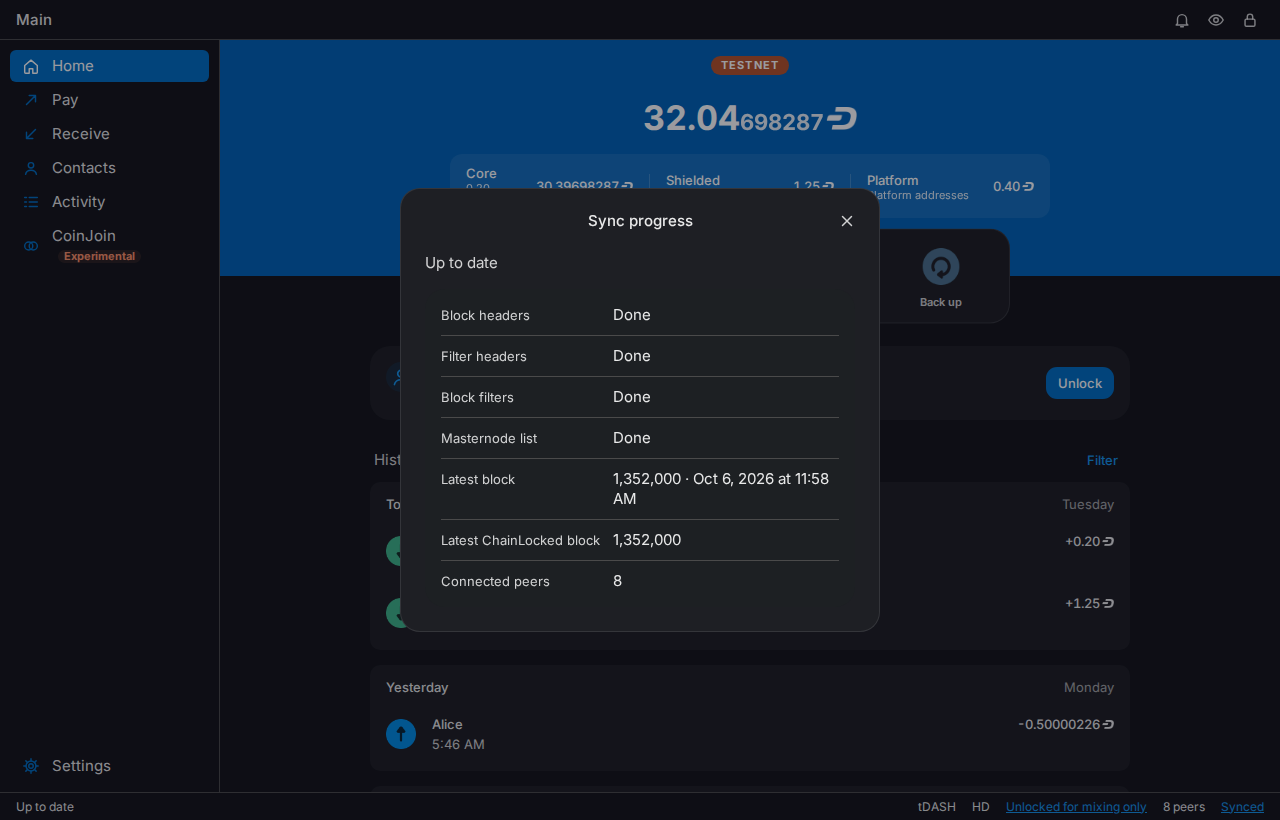 Main
Home
Pay
Receive
Contacts
Activity
CoinJoin
Experimental
Settings
TESTNET
32.04698287
Core
30.39698287
Shielded
1.25
Platform
Platform addresses
0.40
Back up
Unlock
Filter
Tuesday
+0.20
+1.25
Yesterday
Monday
Alice
5:46 AM
-0.50000226
Sync progress
Up to date
Block headers Done
Filter headers Done
Block filters Done
Masternode list Done
Latest block 1,352,000 · Oct 6, 2026 at 11:58
AM
Latest ChainLocked block 1,352,000
Connected peers 8
Up to date
tDASH HD Unlocked for mixing only 8 peers Synced